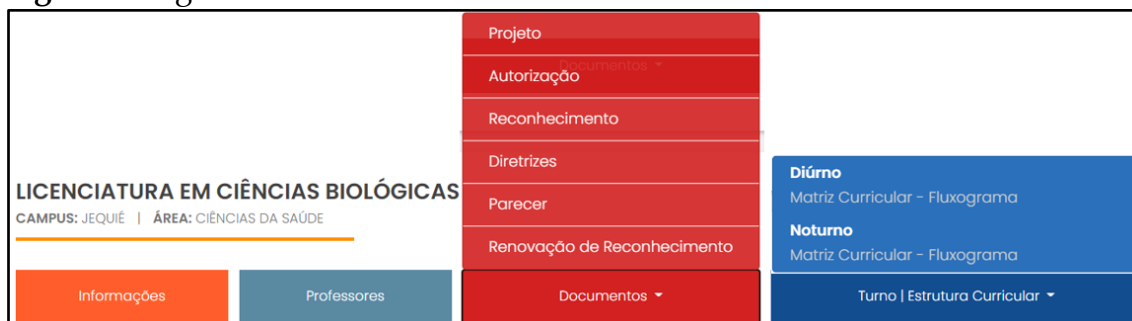 Projeto
Documentos
Autorização
Reconhecimento
Diretrizes
Parecer
Renovação de Reconhecimento
LICENCIATURA EM CIÊNCIAS BIOLÓGICAS
CAMPUS: JEQUIÉ | ÁREA: CIÊNCIAS DA SAÚDE
Diúrno
Matriz Curricular - Fluxograma
Noturno
Matriz Curricular - Fluxograma
Informações
Professores
Documentos
Turno | Estrutura Curricular